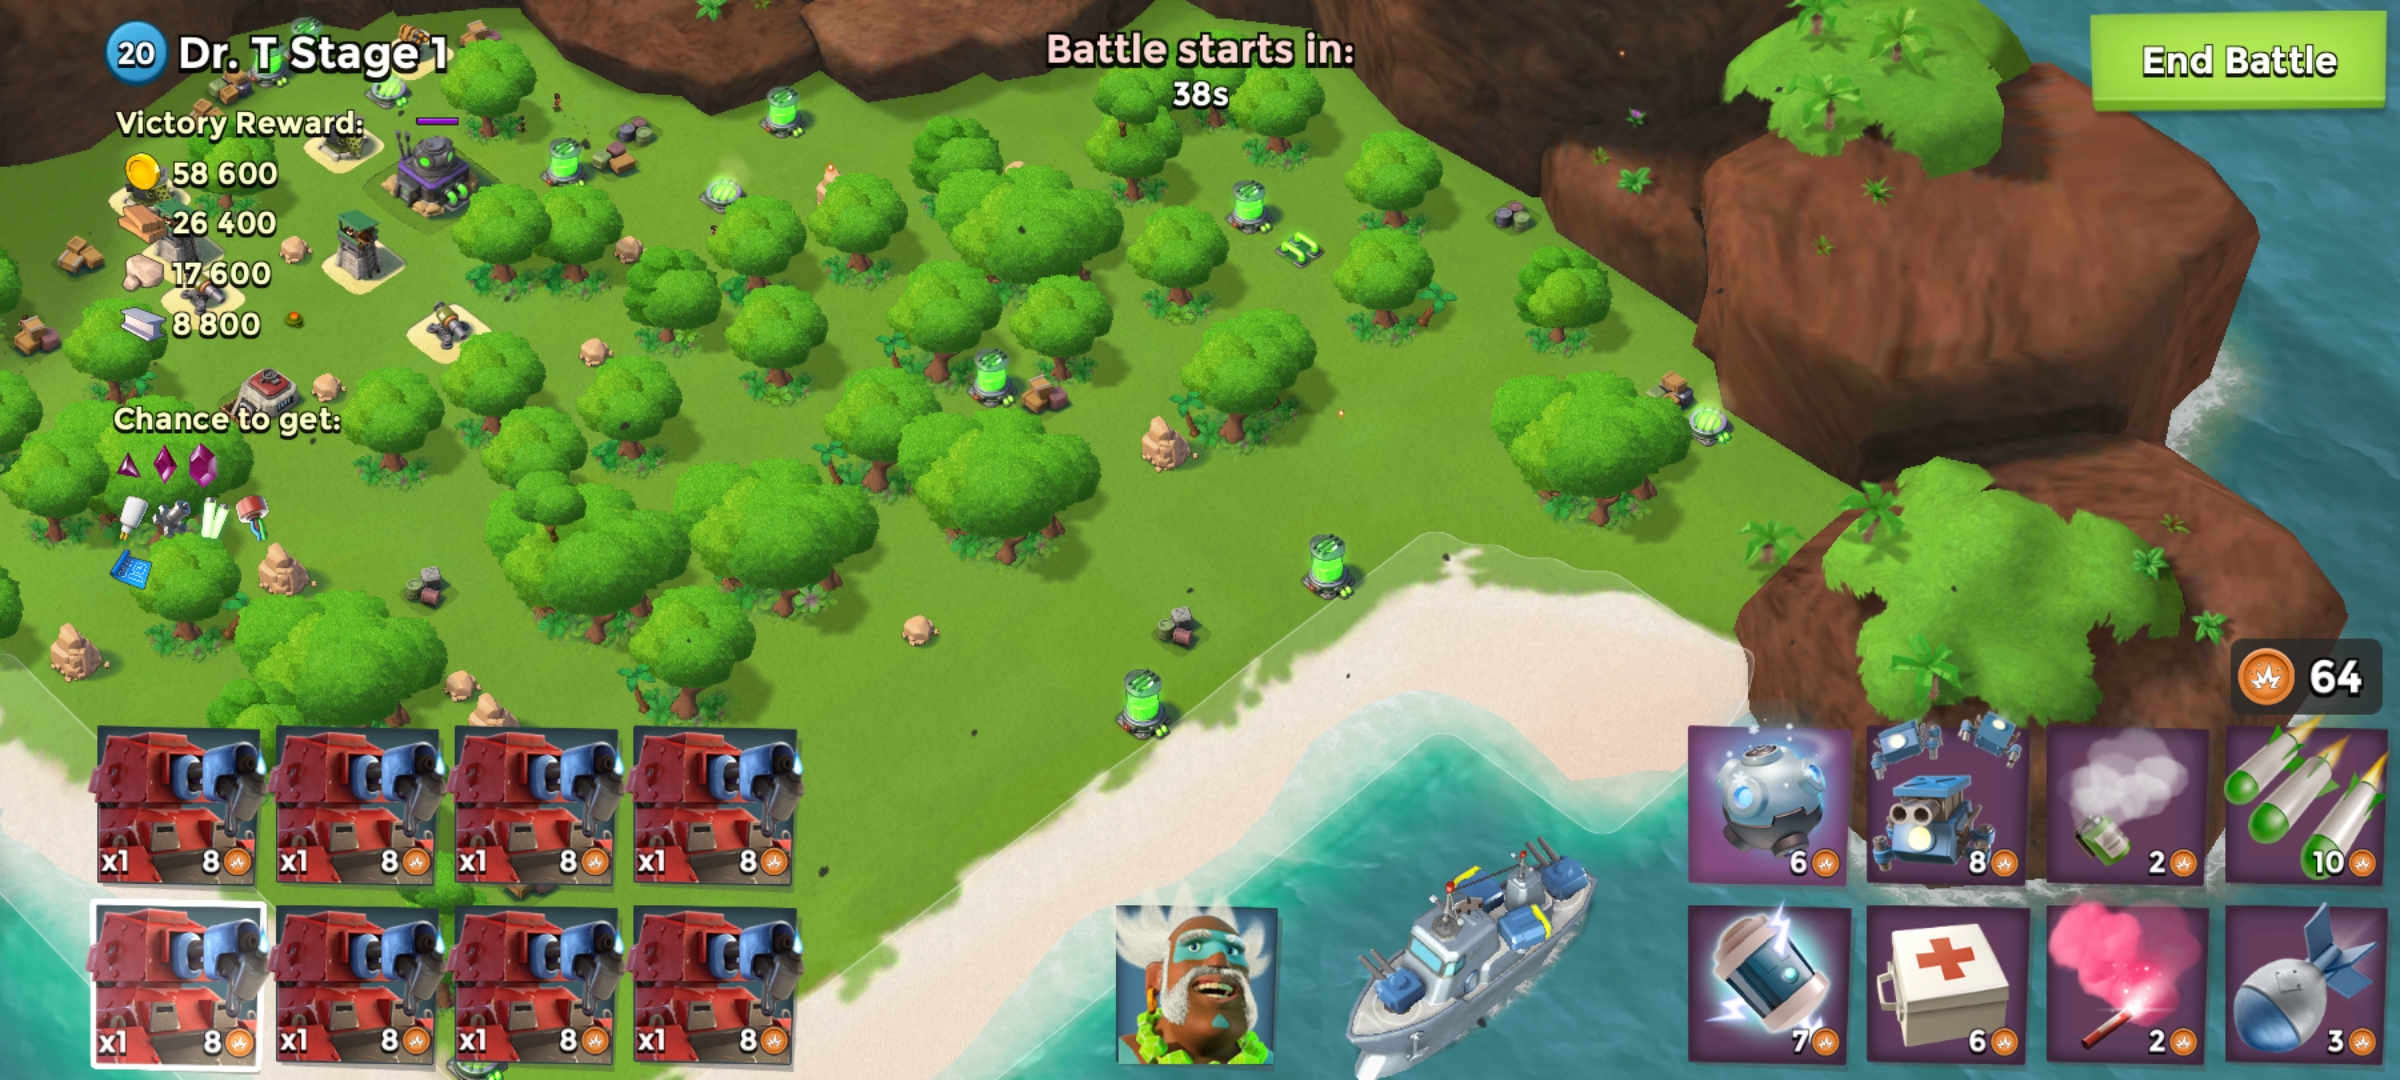 20 Dr. T Stage 1
Battle starts in:
38s
End Battle
Victory Reward:
58 600
26 400
17 600
8 800
Chance to get:
64
x1 8
x1 8
x1 8
x1 8
6
8
2
10
x1 8
x1 8
x1 8
x1 8
7
6
2
3